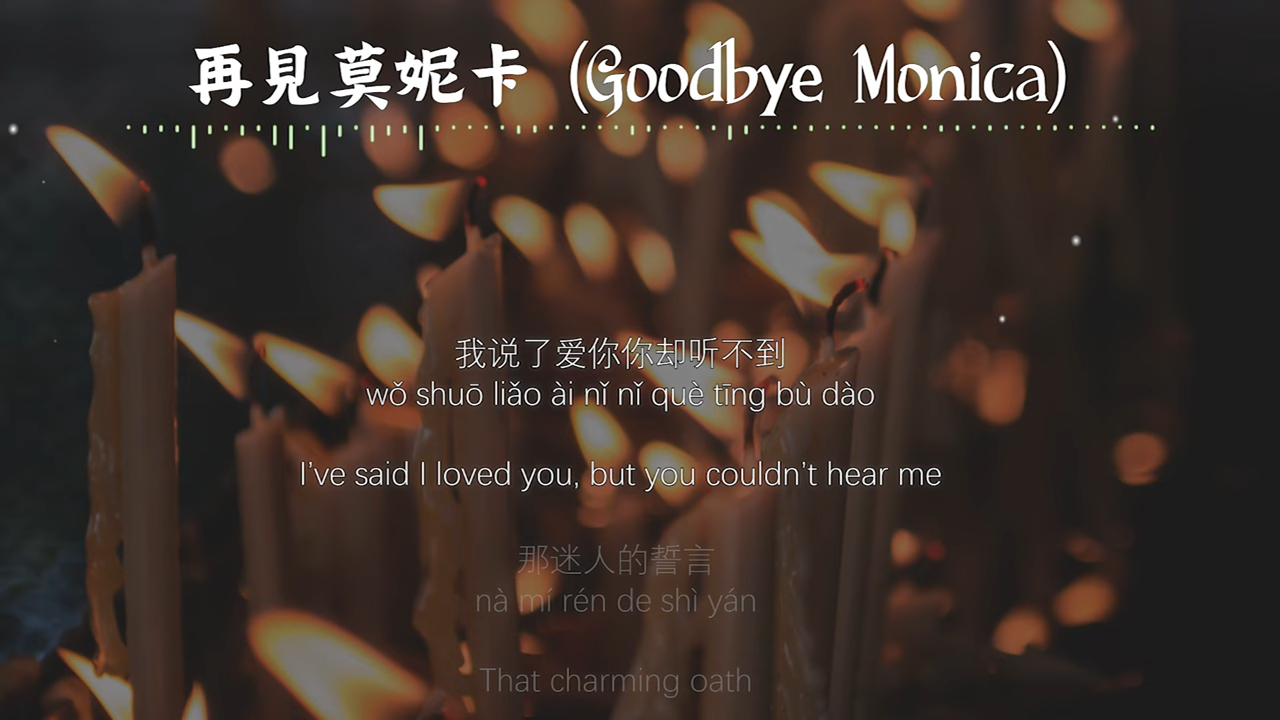 再見莫妮卡 (Goodbye Monica)
我说了爱你你却听不到
wǒ shuō liǎo ài nǐ nǐ què tīng bù dào
I've said I loved you, but you couldn't hear me
那迷人的誓言
nà mí rén de shì yán
That charming oath